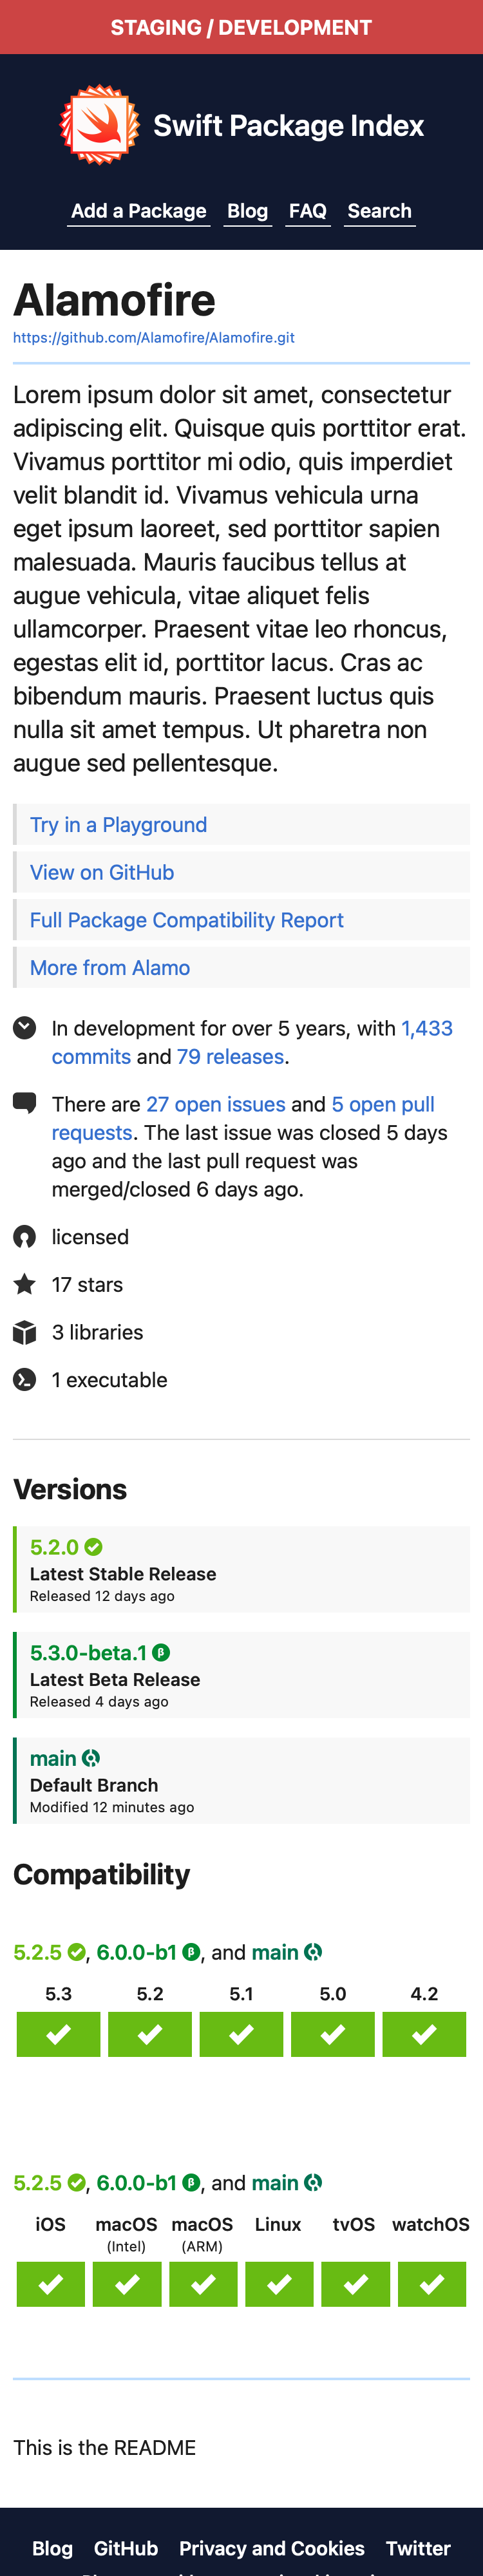 STAGING / DEVELOPMENT
Swift Package Index
Add a Package Blog FAQ Search
Alamofire
https://github.com/Alamofire/Alamofire.git
Lorem ipsum dolor sit amet, consectetur
adipiscing elit. Quisque quis porttitor erat.
Vivamus porttitor mi odio, quis imperdiet
velit blandit id. Vivamus vehicula urna
eget ipsum laoreet, sed porttitor sapien
malesuada. Mauris faucibus tellus at
augue vehicula, vitae aliquet felis
ullamcorper. Praesent vitae leo rhoncus,
egestas elit id, porttitor lacus. Cras ac
bibendum mauris. Praesent luctus quis
nulla sit amet tempus. Ut pharetra non
augue sed pellentesque.
Try in a Playground
View on GitHub
Full Package Compatibility Report
More from Alamo
In development for over 5 years, with 1,433
commits and 79 releases.
There are 27 open issues and 5 open pull
requests. The last issue was closed 5 days
ago and the last pull request was
merged/closed 6 days ago.
licensed
17 stars
3 libraries
1 executable
Versions
5.2.0
Latest Stable Release
Released 12 days ago
5.3.0-beta.1 β
Latest Beta Release
Released 4 days ago
main
Default Branch
Modified 12 minutes ago
Compatibility
5.2.5 , 6.0.0-b1 β, and main
5.3 5.2 5.1 5.0 4.2
5.2.5 , 6.0.0-b1 β, and main
iOS macOS macOS Linux tvOS watchOS
(Intel) (ARM)
This is the README
Blog GitHub Privacy and Cookies Twitter